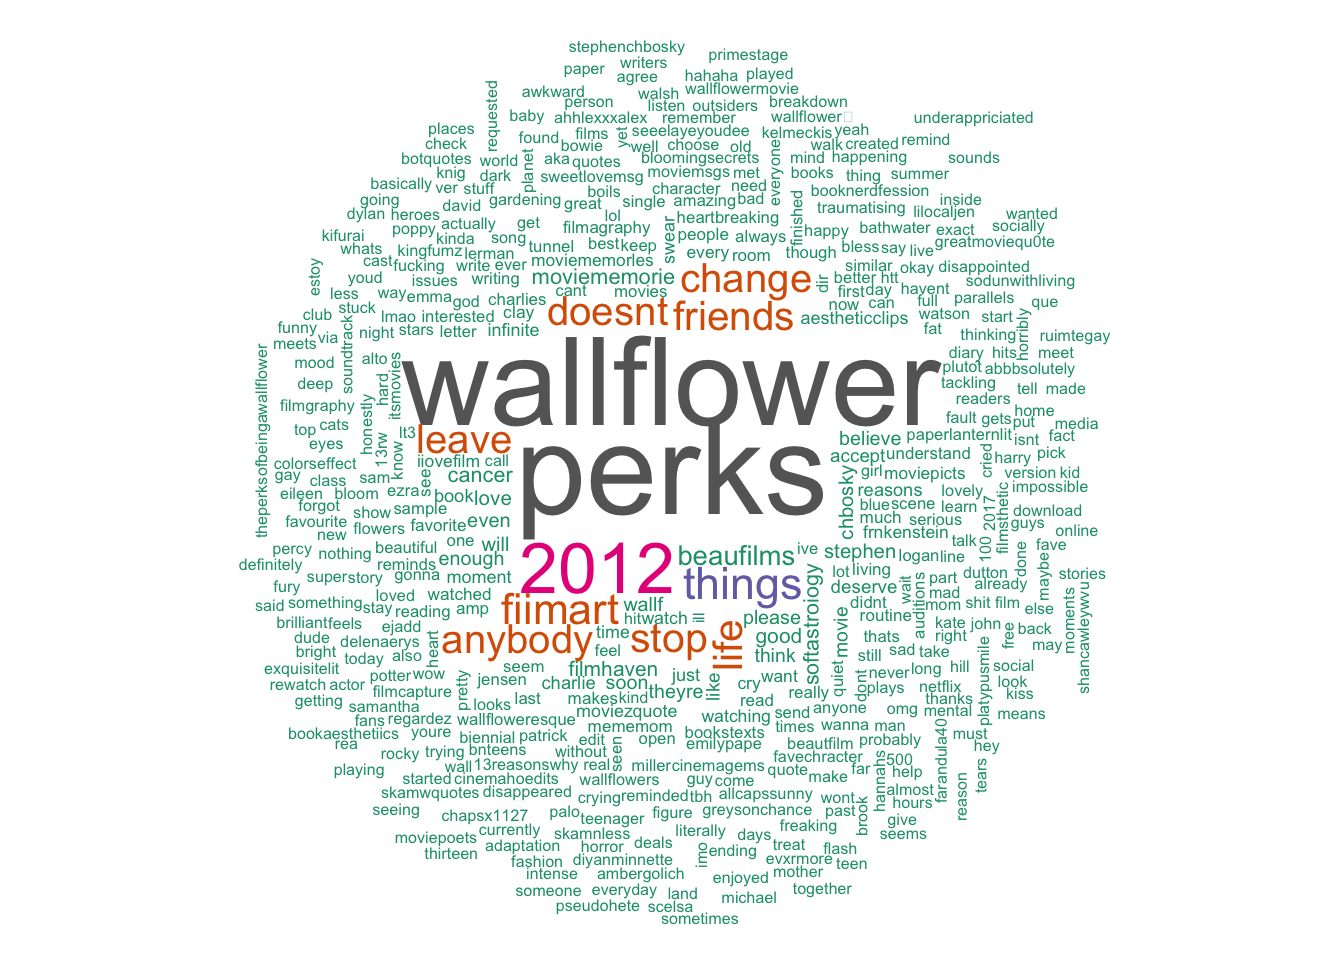 stephenchbosky
writers primestage
paper agree hahaha played
awkward walsh wallflowermovie
requested person listen outsiders breakdown
baby ahhlexxxalex remember wallflower underappriciated
places found films yet seeelayeyoudee kelmeckis yeah
check bowie well choose old walk created remind
botquotes world aka quotes bloomingsecrets everyone mind happening sounds
knig dark planet sweetlovemsg moviemsgs met books thing summer
basically ver stuff boils character need booknerdfession
going gardening great single amazing bad inside
david lol heartbreaking finished traumatising lilocaljen wanted
dylan heroes actually get filmagraphy swear happy bathwater exact socially
poppy kinda song best keep people always bless say live greatmoviequ0te
kifurai whats kingfumz lerman tunnel every room though
estoy cast fucking write ever moviememorles similar okay disappointed
youd issues writing moviememorie change dir better htt sodunwithliving
less way emma god charlies cant movies first day havent parallels que
club stuck lmao interested clay doesnt friends now can full
funny via night stars letter infinite aestheticclips watson start
meets soundtrack fat thinking horribly ruimtegay
mood alto wallflower diary hits meet
theperksofbeingawallflower deep hard itsmovies plutot abbbsolutely
filmgraphy tackling tell made
readers home
top cats honestly lt3 leave perks believe paperlanternlit fault gets put media
eyes 13rw know iiovefilm call accept understand isnt fact
colorseffect see cancer girl moviepicts cried harry pick
gay class sam ezra book love chbosky reasons lovely version kid
eileen bloom sample blue scene learn filmsthetic impossible
forgot show favorite even much serious 2017 download
favourite flowers one will frnkenstein talk 100 guys online
new beautiful enough 2012 beaufilms ive stephen logan line done fave
percy nothing reminds moment things lot living dutton maybe stories
definitely super story gonna softastroiology deserve wait part already
fury loved watched fiimart wallf didnt mad shit film moments shancawleywvu
said something stay reading amp hitwatch ill please routine auditions mom else
brilliantfeels ejadd anybody time stop life good movie thats kate john free back
dude delenaerys heart feel think still sad take right may
bright today also seem filmhaven just quiet never long hill social
exquisitelit potter wow jensen charlie soon theyre like cry want dont plays netflix platypusmile look
rewatch actor filmcapture pretty makes kind read really thanks kiss
getting samantha looks last moviezquote watching send anyone omg mental means
fans regardez wallfloweresque mememom bookstexts times wanna man must
bookaesthetiics youre biennial patrick edit open emilypape beautfilm probably farandula40 hey
rea rocky trying bnteens without seen favechracter 500
playing wall 13reasonswhy real millercinemagems quote make far hannahs help tears
started cinemahoedits wallflowers guy come almost reason
skamwquotes disappeared crying reminded tbh allcapssunny wont hours
seeing chapsx1127 palo teenager figure greysonchance past brook give
moviepoets currently skamnless literally days freaking seems
thirteen adaptation horror deals imo ending treat flash
fashion diyanminnette evxrmore teen
intense ambergolich enjoyed mother
someone everyday land michael together
pseudohete scelsa
sometimes